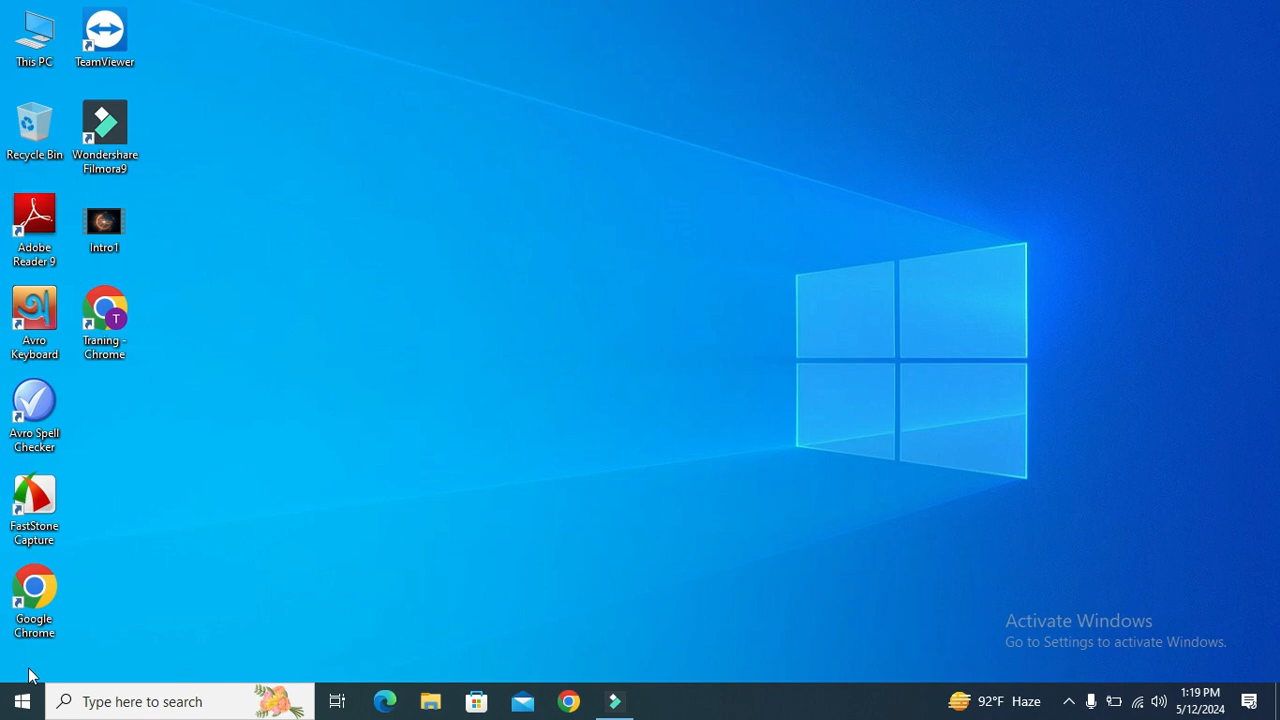 This PC
TeamViewer
Recycle Bin
Wondershare
Filmora9
Adobe
Reader 9
Intro1
Avro
Keyboard
Traning -
Chrome
T
Avro Spell
Checker
FastStone
Capture
Google
Chrome
Activate Windows
Go to Settings to activate Windows.
Type here to search
92°F Haze
1:19 PM
5/12/2024